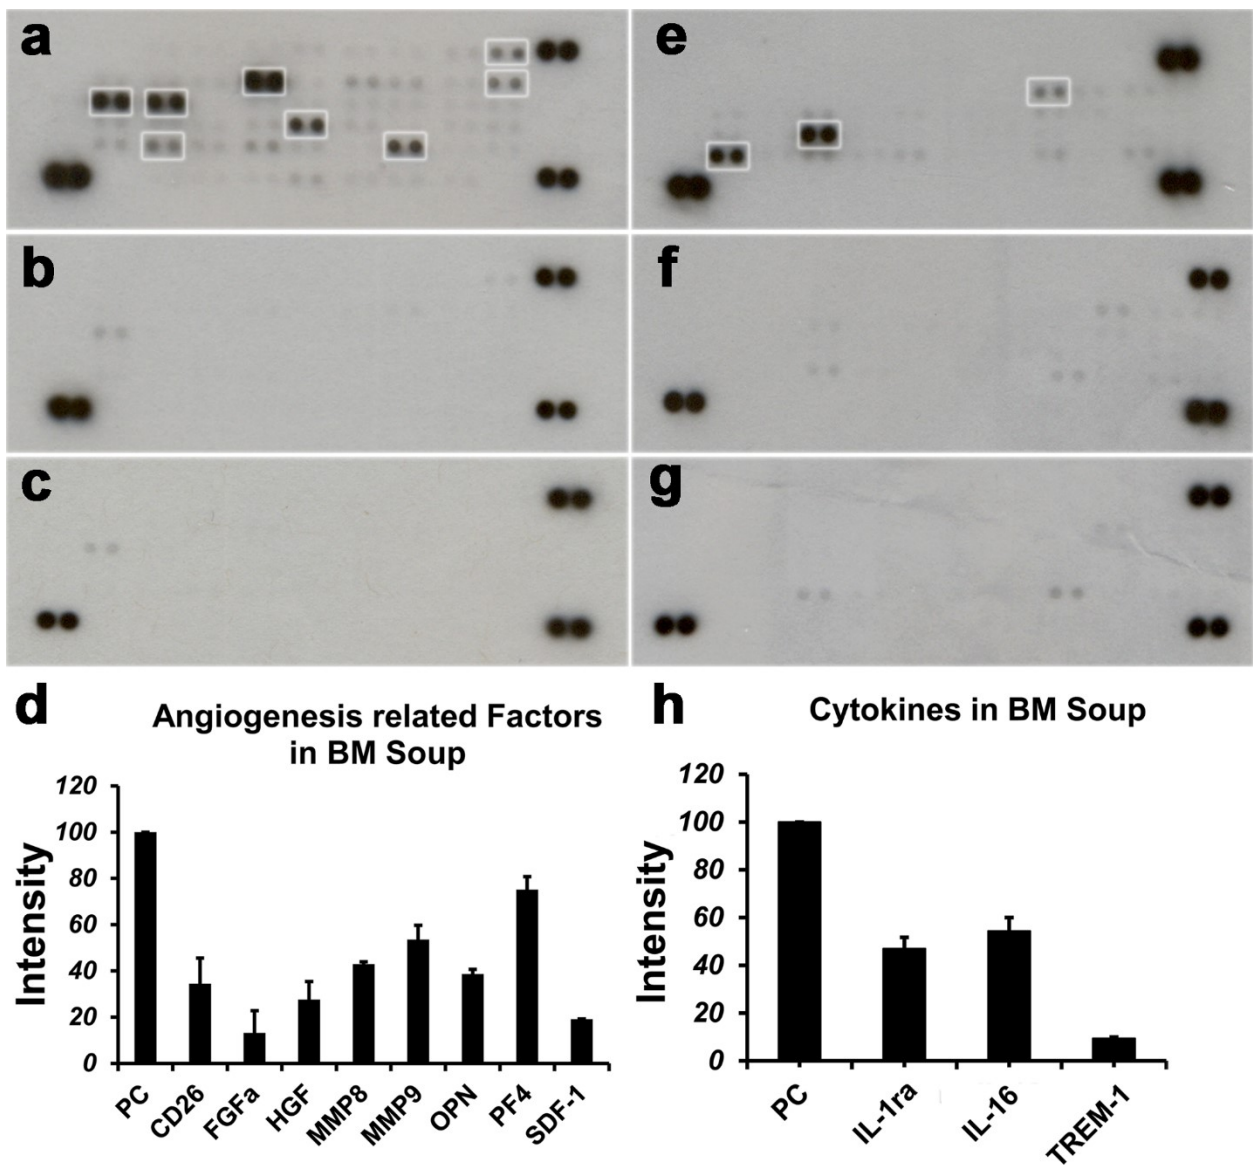 a
e
b
f
c
g
d
Angiogenesis related Factors
in BM Soup
Intensity
120
100
80
60
40
20
0
PC
CD26
FGFa
HGF
MMP8
MMP9
OPN
PF4
SDF-1
h
Cytokines in BM Soup
Intensity
120
100
80
60
40
20
0
PC
IL-1ra
IL-16
TREM-1